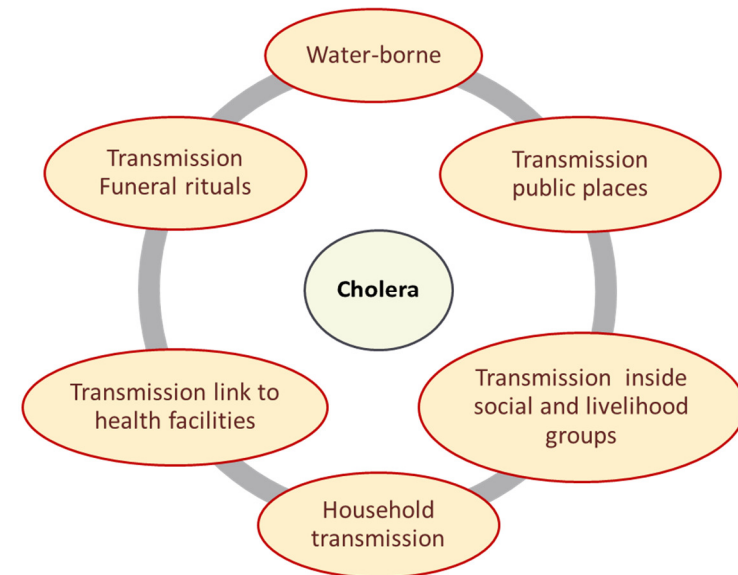 Water-borne
Transmission
Funeral rituals
Transmission
public places
Cholera
Transmission link to
health facilities
Transmission  inside
social and livelihood
groups
Household
transmission